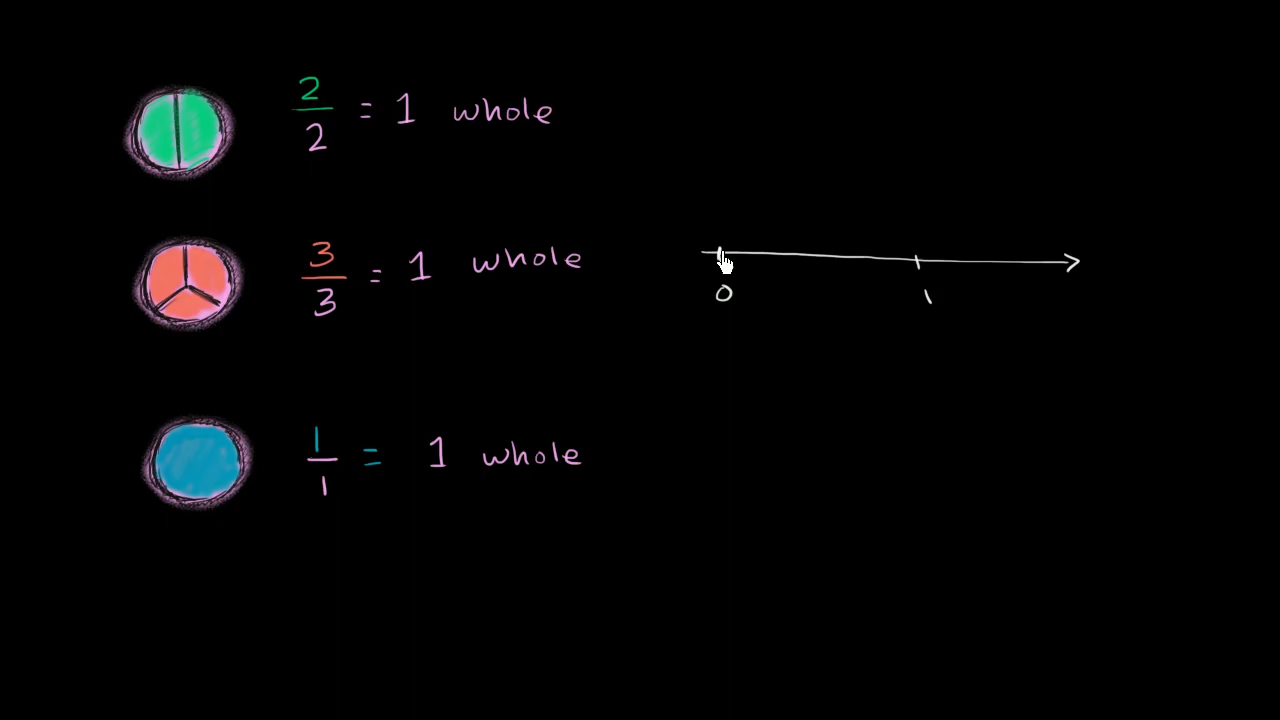 2/2 = 1 whole
3/3 = 1 whole
0 1
1/1 = 1 whole